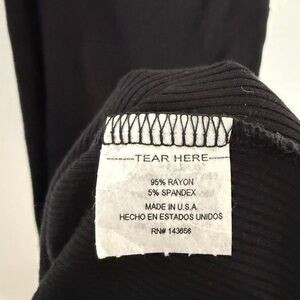 TEAR HERE
95% RAYON
5% SPANDEX
MADE IN U.S.A.
HECHO EN ESTADOS UNIDOS
RN# 143656